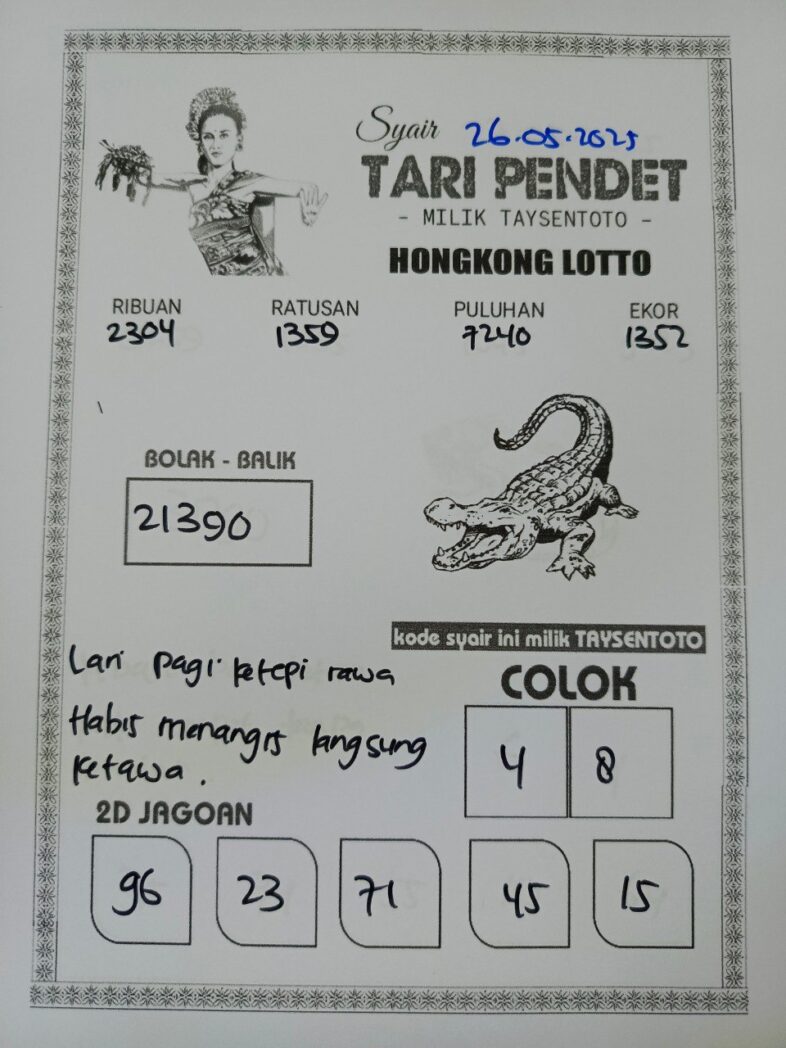 Syair 26.05.2025
TARI PENDET
- MILIK TAYSENTOTO -
HONGKONG LOTTO
RIBUAN RATUSAN PULUHAN EKOR
2304 1359 7240 1352
BOLAK - BALIK
21390
kode syair ini milik TAYSENTOTO
Lari pagi ketepi rawa
Habis menangis langsung
ketawa.
COLOK
4 8
2D JAGOAN
96 23 71 45 15